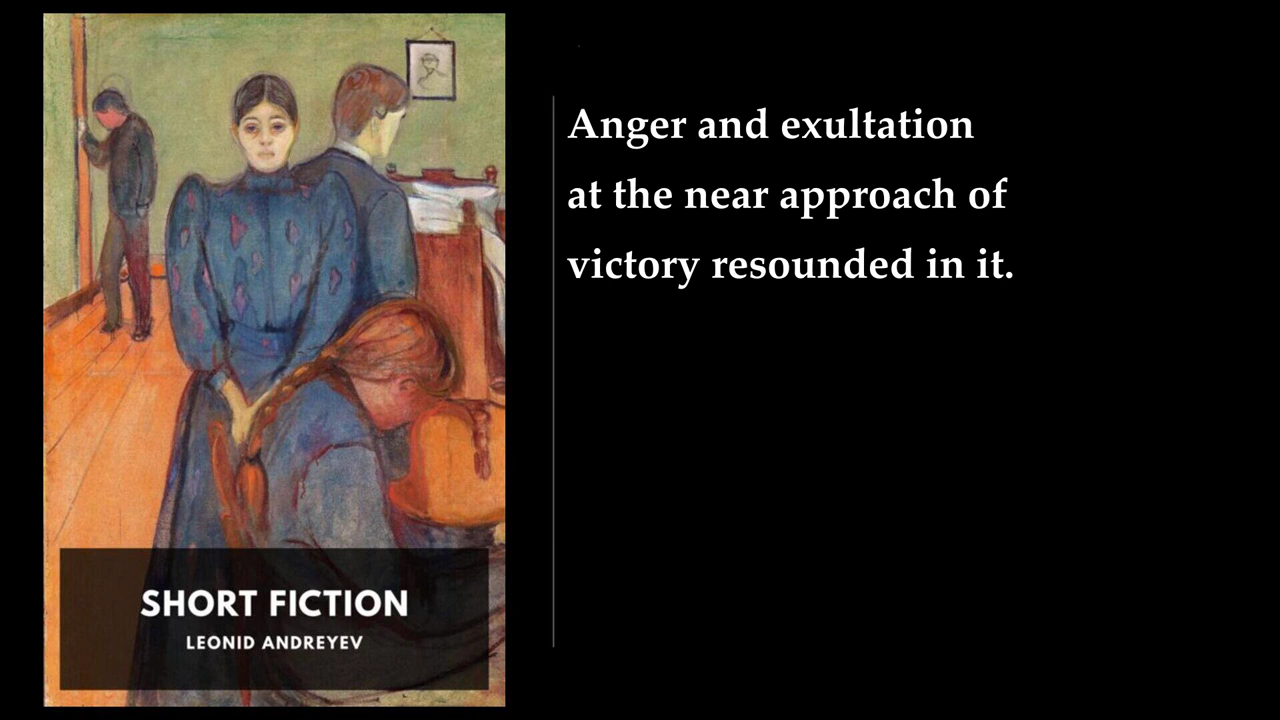 SHORT FICTION
LEONID ANDREYEV
Anger and exultation
at the near approach of
victory resounded in it.